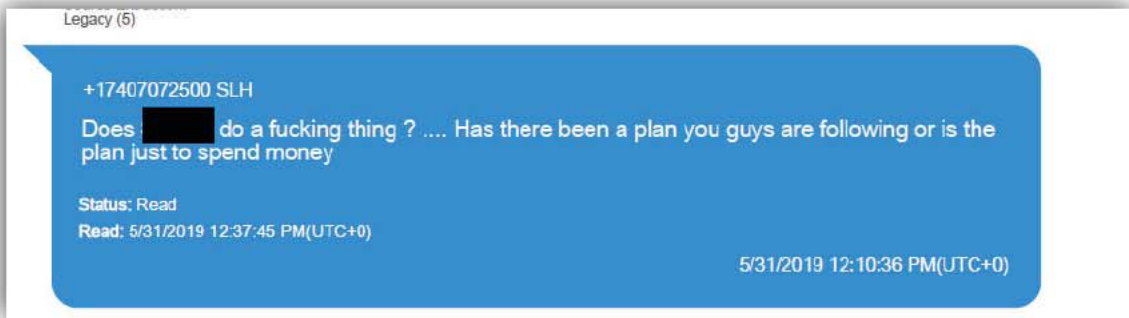 Legacy (5)
+17407072500 SLH
Does do a fucking thing ? .... Has there been a plan you guys are following or is the
plan just to spend money
Status: Read
Read: 5/31/2019 12:37:45 PM(UTC+0)
5/31/2019 12:10:36 PM(UTC+0)